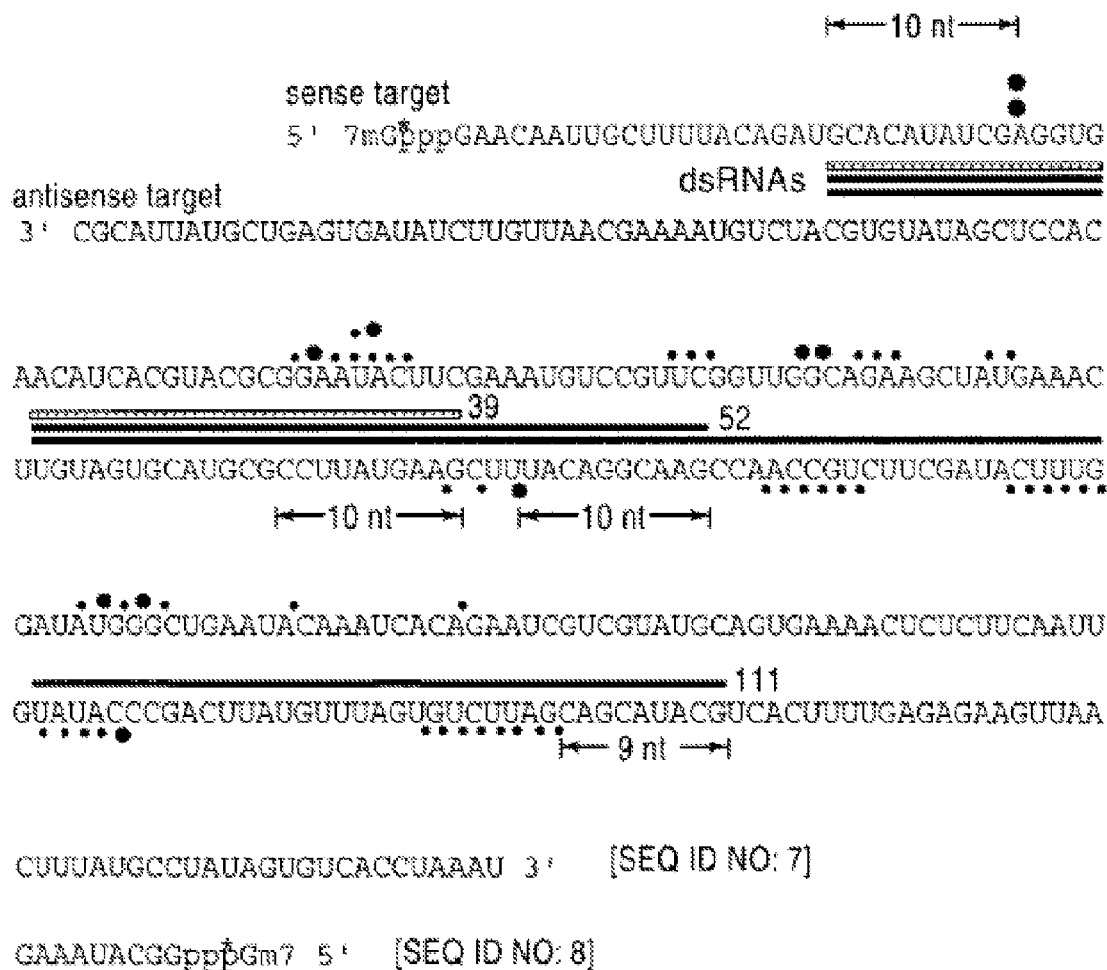 10 nt
sense target
5' 7mGpppGAACAAUUGCUUUUACAGAUGCACAUAUCGAGGUG
dsRNAs
antisense target
3' CGCAUUAUGCUGAGUGAUAUCUUGUUAACGAAAAUGUCUACGUGUAUAGCUCCAC
AACAUCACGUACGCGGAAUACUUCGAAAUGUCCGUUCGGUUGGCAGAAGCUAUGAAAC
39
52
UUGUAGUGCAUGCGCCUUAUGAAGCUUUACAGGCAAGCCAACCGUCUUCGAUACUUUG
10 nt 10 nt
GAUAUGGGCUGAAUACAAAUCACAGAAUCGUCGUAUGCAGUGAAAACUCUCUUCAAUU
111
GUAUACCCGACUUAUGUUUAGUGUCUUAGCAGCAUACGUCACUUUUGAGAGAAGUUAA
9 nt
CUUUAUGCCUAUAGUGUCACCUAAAU 3' [SEQ ID NO: 7]
GAAAUACGGpppGm7 5' [SEQ ID NO: 8]